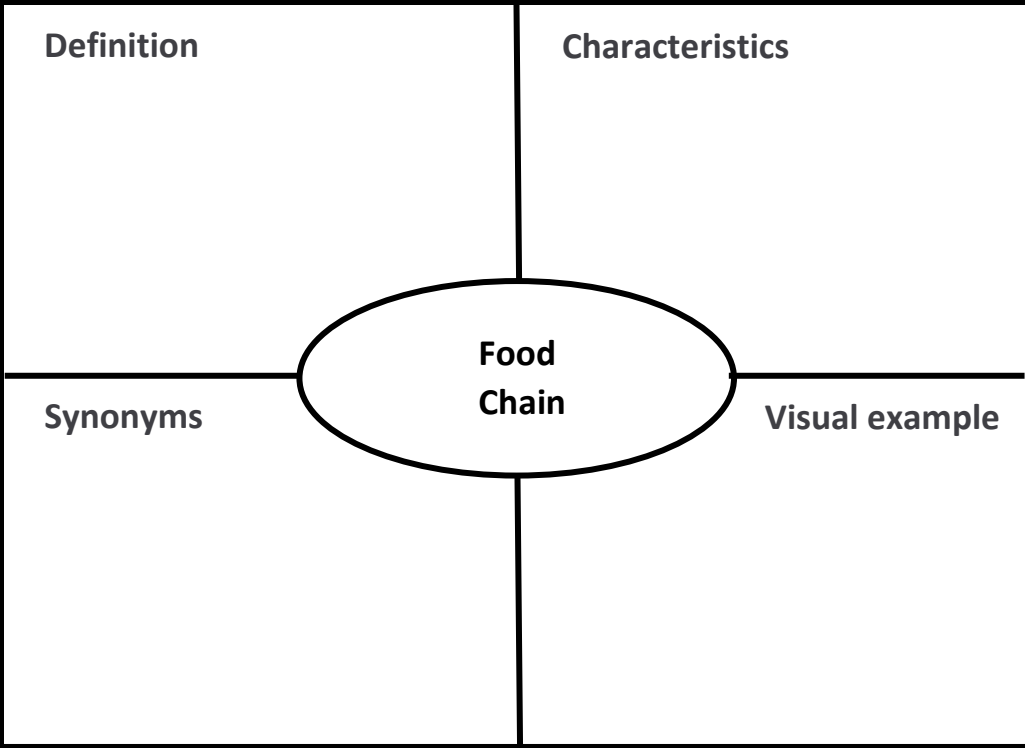 Definition
Characteristics
Food
Chain
Synonyms
Visual example